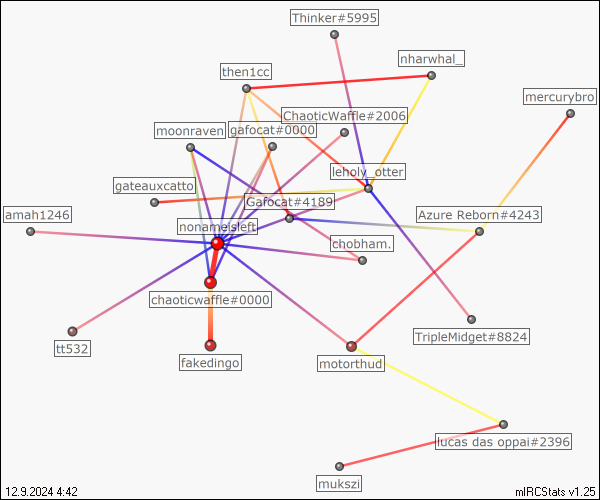 Thinker#5995
nharwhal_
then1cc
mercurybro
ChaoticWaffle#2006
moonraven
gafocat#0000
leholy_otter
gateauxcatto
Gafocat#4189
amah1246
Azure Reborn#4243
nonameisleft
chobham.
chaoticwaffle#0000
TripleMidget#8824
tt532
fakedingo
motorthud
lucas das oppai#2396
mukszi
12.9.2024 4:42
mIRCStats v1.25